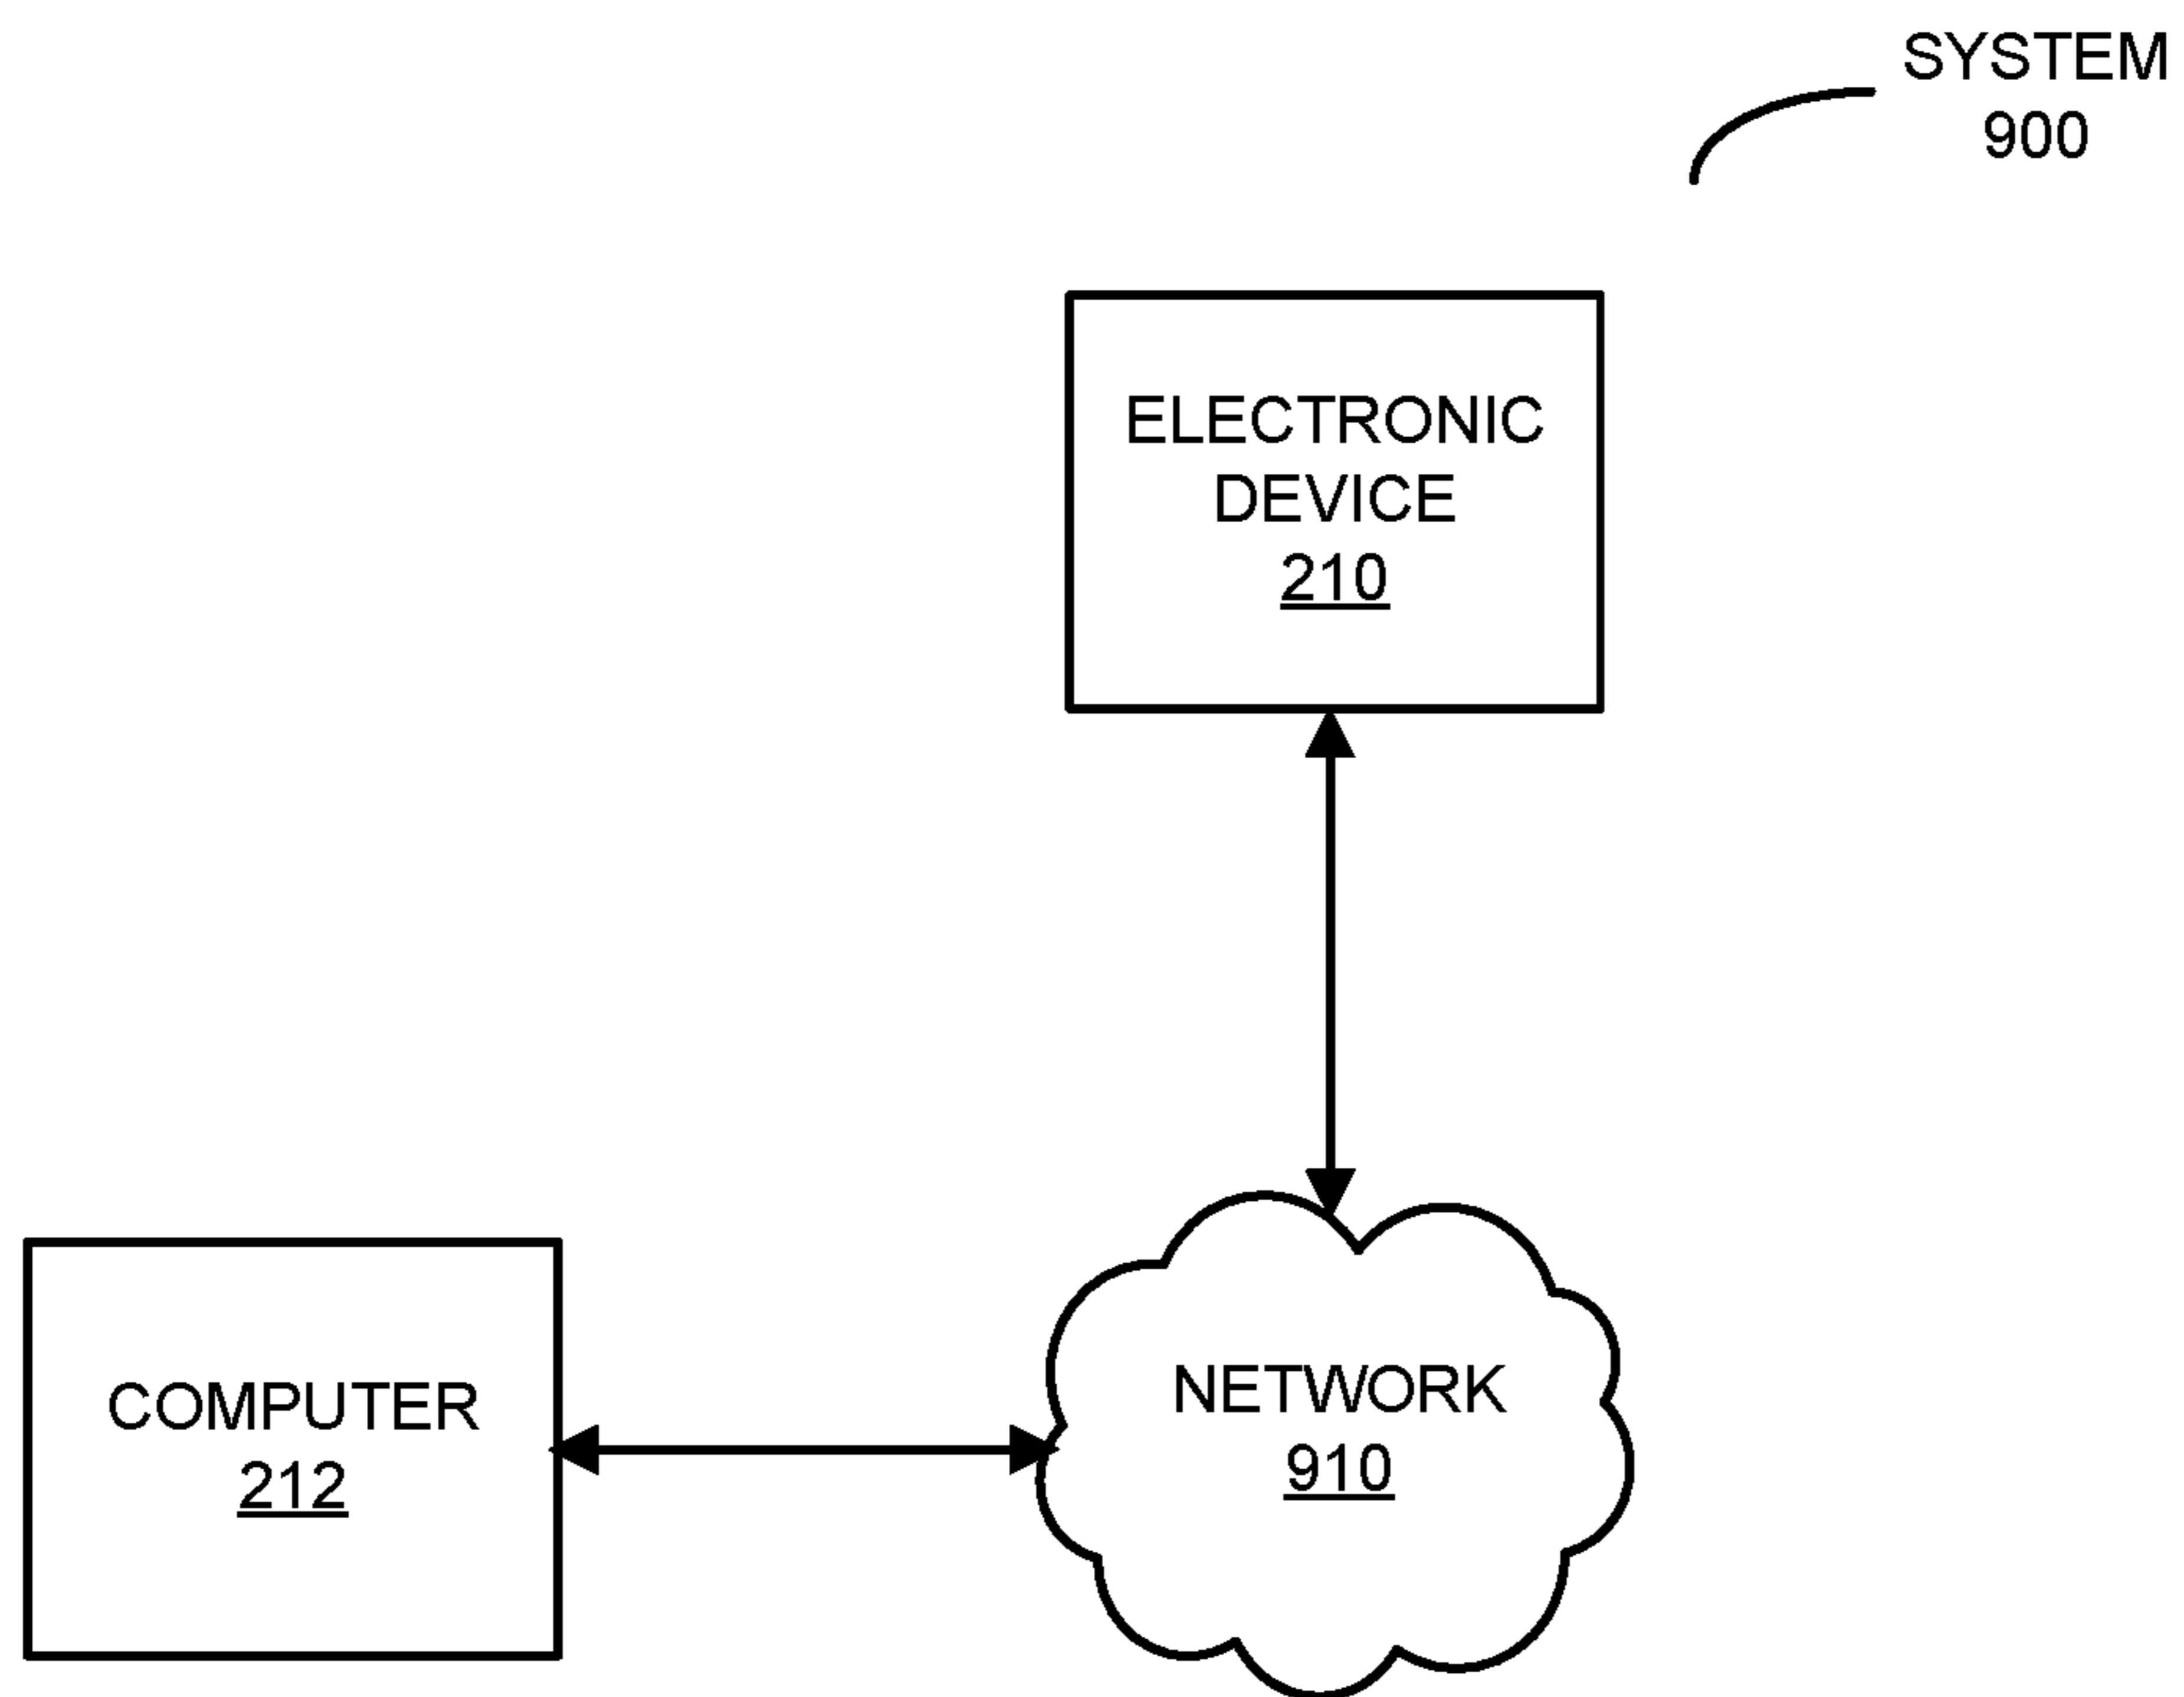 SYSTEM
900
ELECTRONIC
DEVICE
210
COMPUTER
212
NETWORK
910